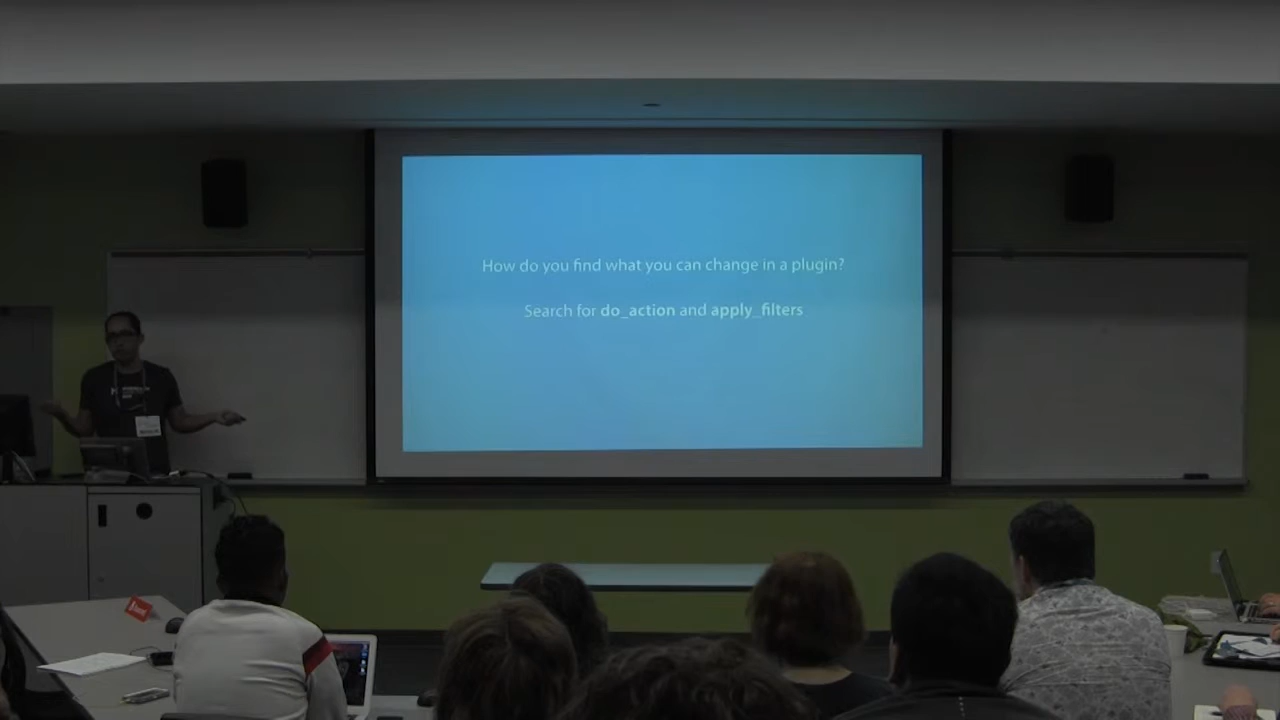 How do you find what you can change in a plugin?
Search for do_action and apply_filters